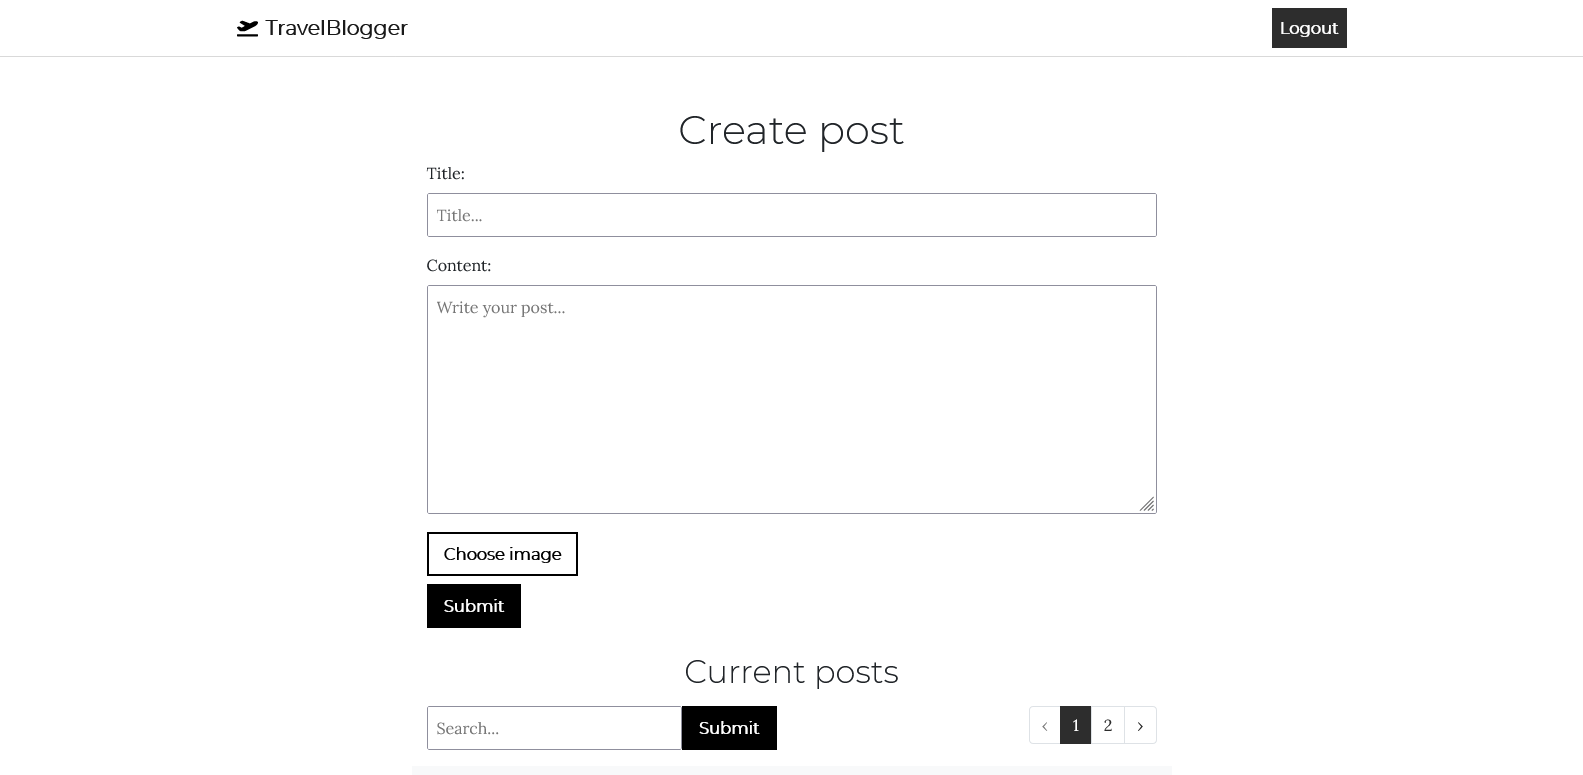 TravelBlogger
Logout
Create post
Title:
Title...
Content:
Write your post...
Choose image
Submit
Current posts
Search... Submit ‹ 1 2 ›